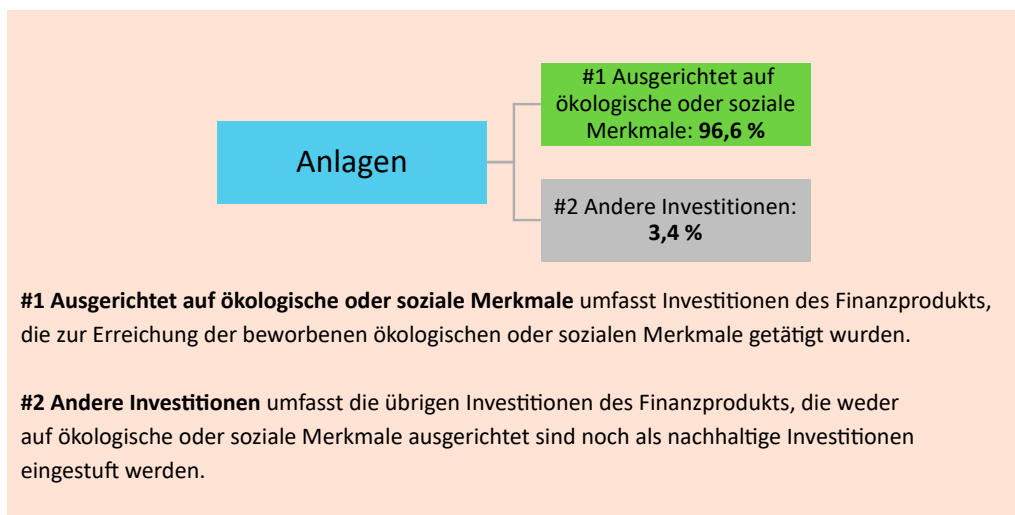 #1 Ausgerichtet auf
ökologische oder soziale
Merkmale: 96,6 %
Anlagen
#2 Andere Investitionen:
3,4 %
#1 Ausgerichtet auf ökologische oder soziale Merkmale umfasst Investitionen des Finanzprodukts,
die zur Erreichung der beworbenen ökologischen oder sozialen Merkmale getätigt wurden.
#2 Andere Investitionen umfasst die übrigen Investitionen des Finanzprodukts, die weder
auf ökologische oder soziale Merkmale ausgerichtet sind noch als nachhaltige Investitionen
eingestuft werden.